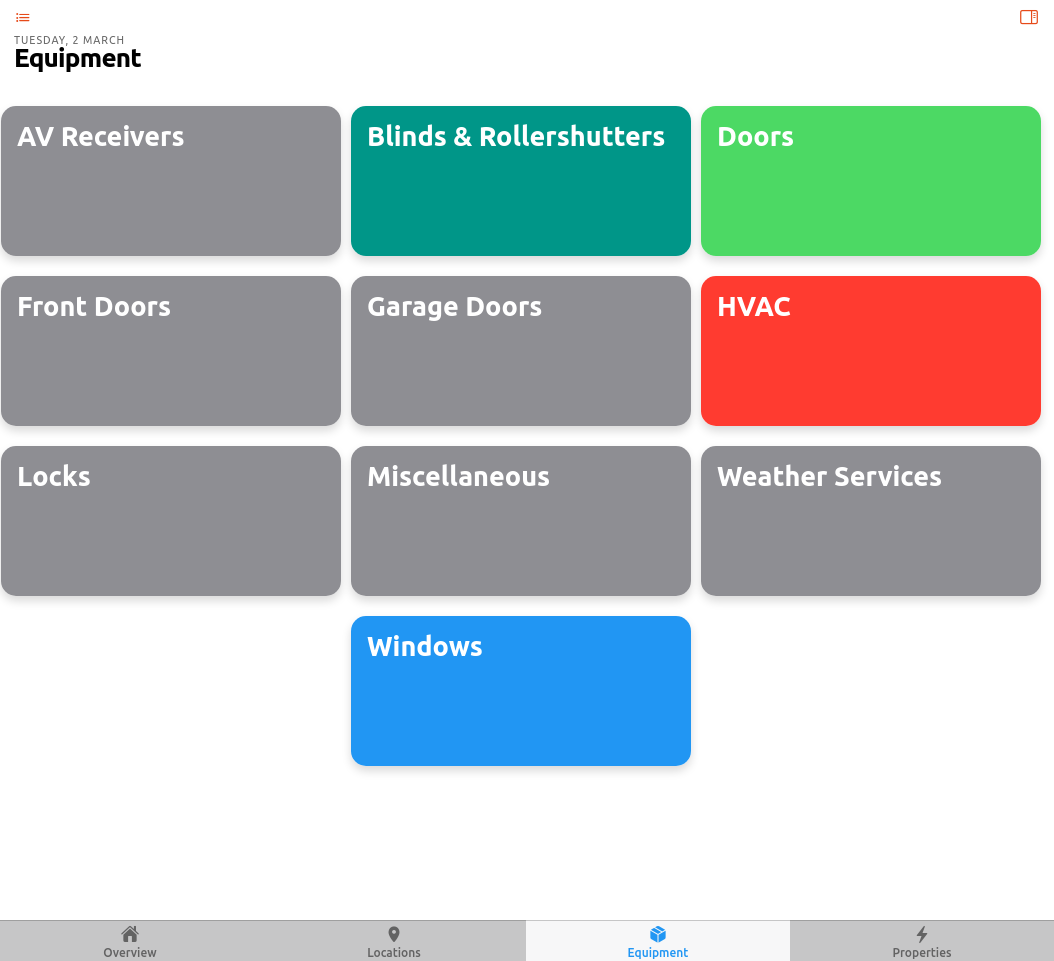 TUESDAY, 2 MARCH
Equipment
AV Receivers
Blinds & Rollershutters
Doors
Front Doors
Garage Doors
HVAC
Locks
Miscellaneous
Weather Services
Windows
Overview
Locations
Equipment
Properties